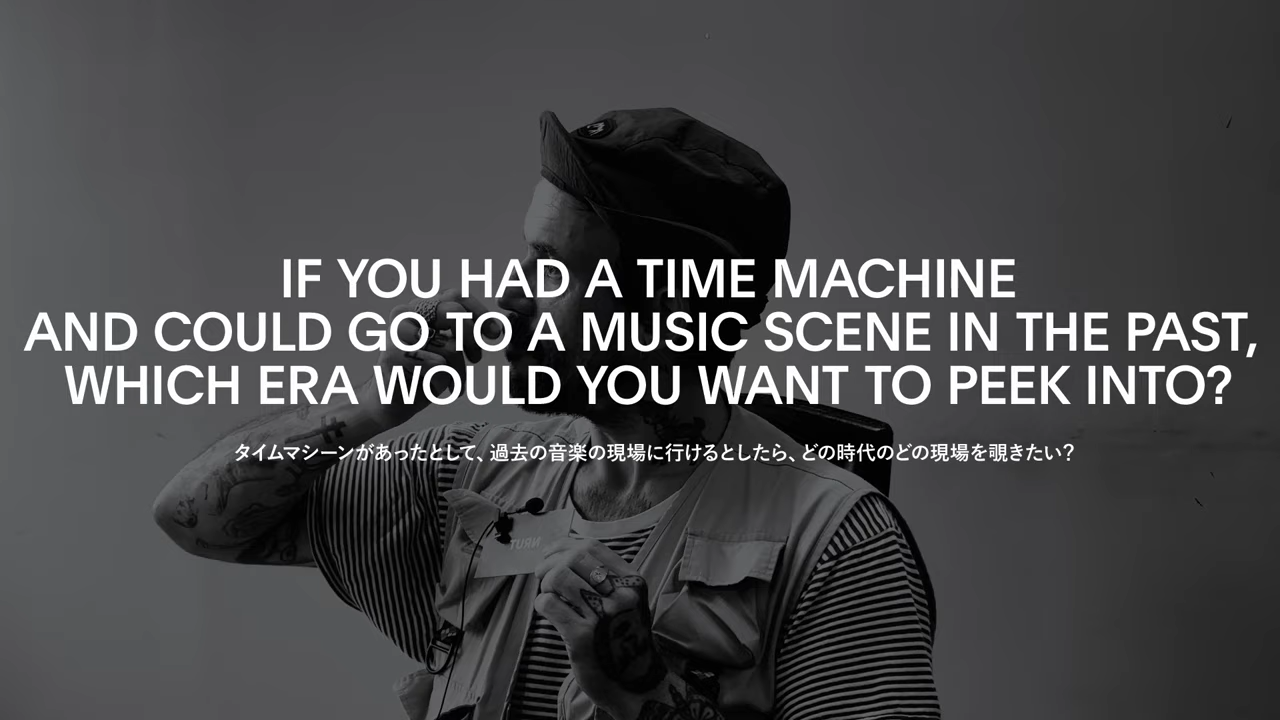 IF YOU HAD A TIME MACHINE
AND COULD GO TO A MUSIC SCENE IN THE PAST,
WHICH ERA WOULD YOU WANT TO PEEK INTO?
タイムマシーンがあったとして、過去の音楽の現場に行けるとしたら、どの時代のどの現場を覗きたい?
TURN